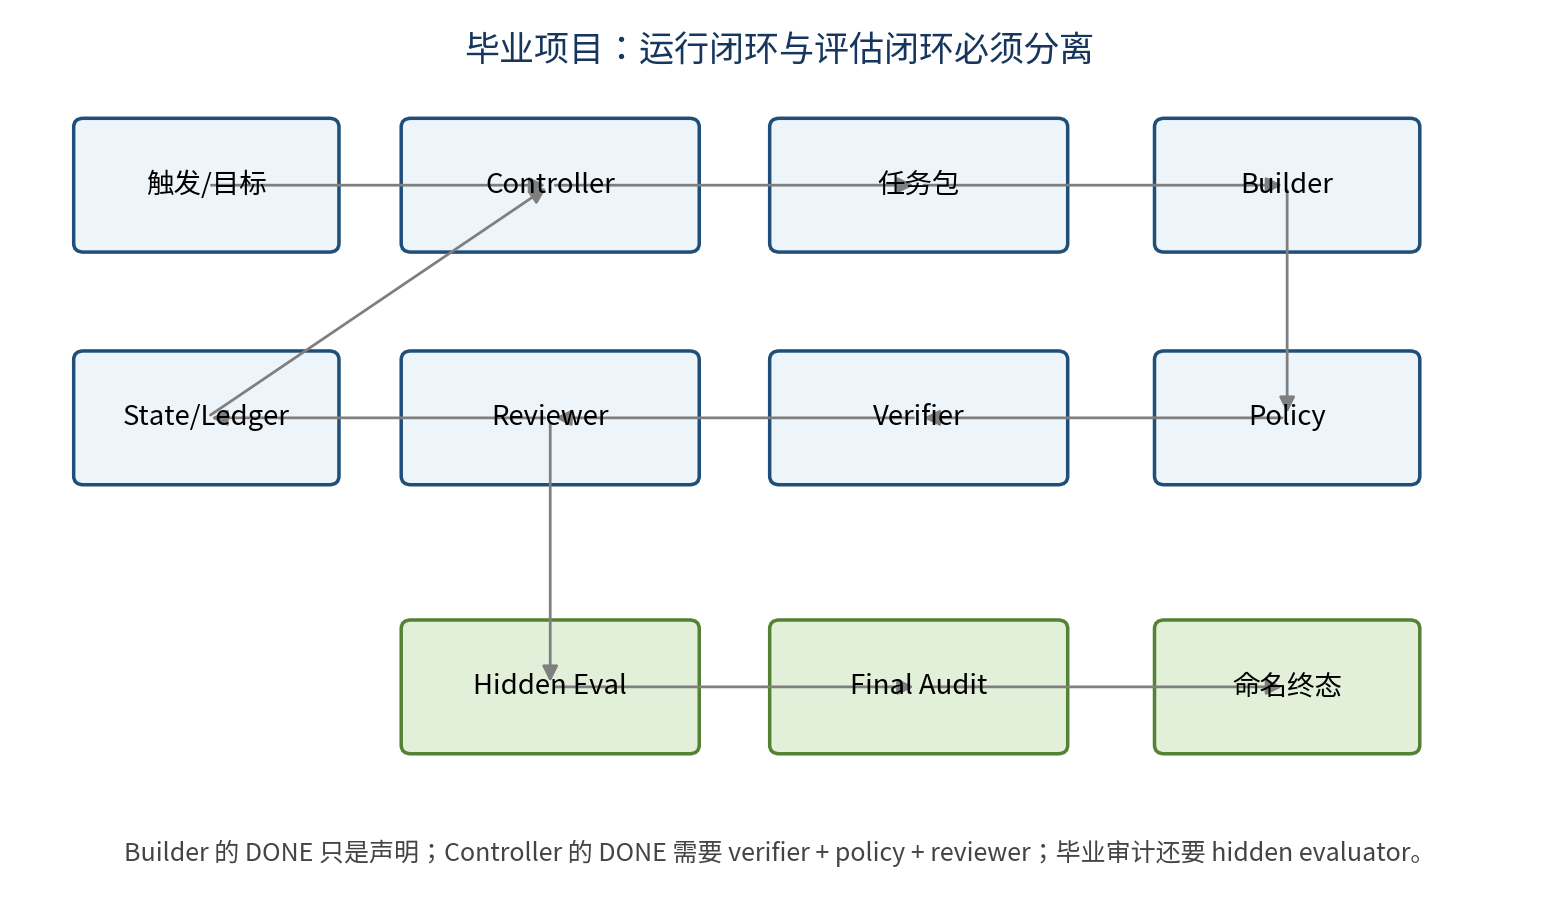 毕业项目：运行闭环与评估闭环必须分离
触发/目标
Controller
任务包
Builder
State/Ledger
Reviewer
Verifier
Policy
Hidden Eval
Final Audit
命名终态
Builder 的 DONE 只是声明；Controller 的 DONE 需要 verifier + policy + reviewer；毕业审计还要 hidden evaluator。